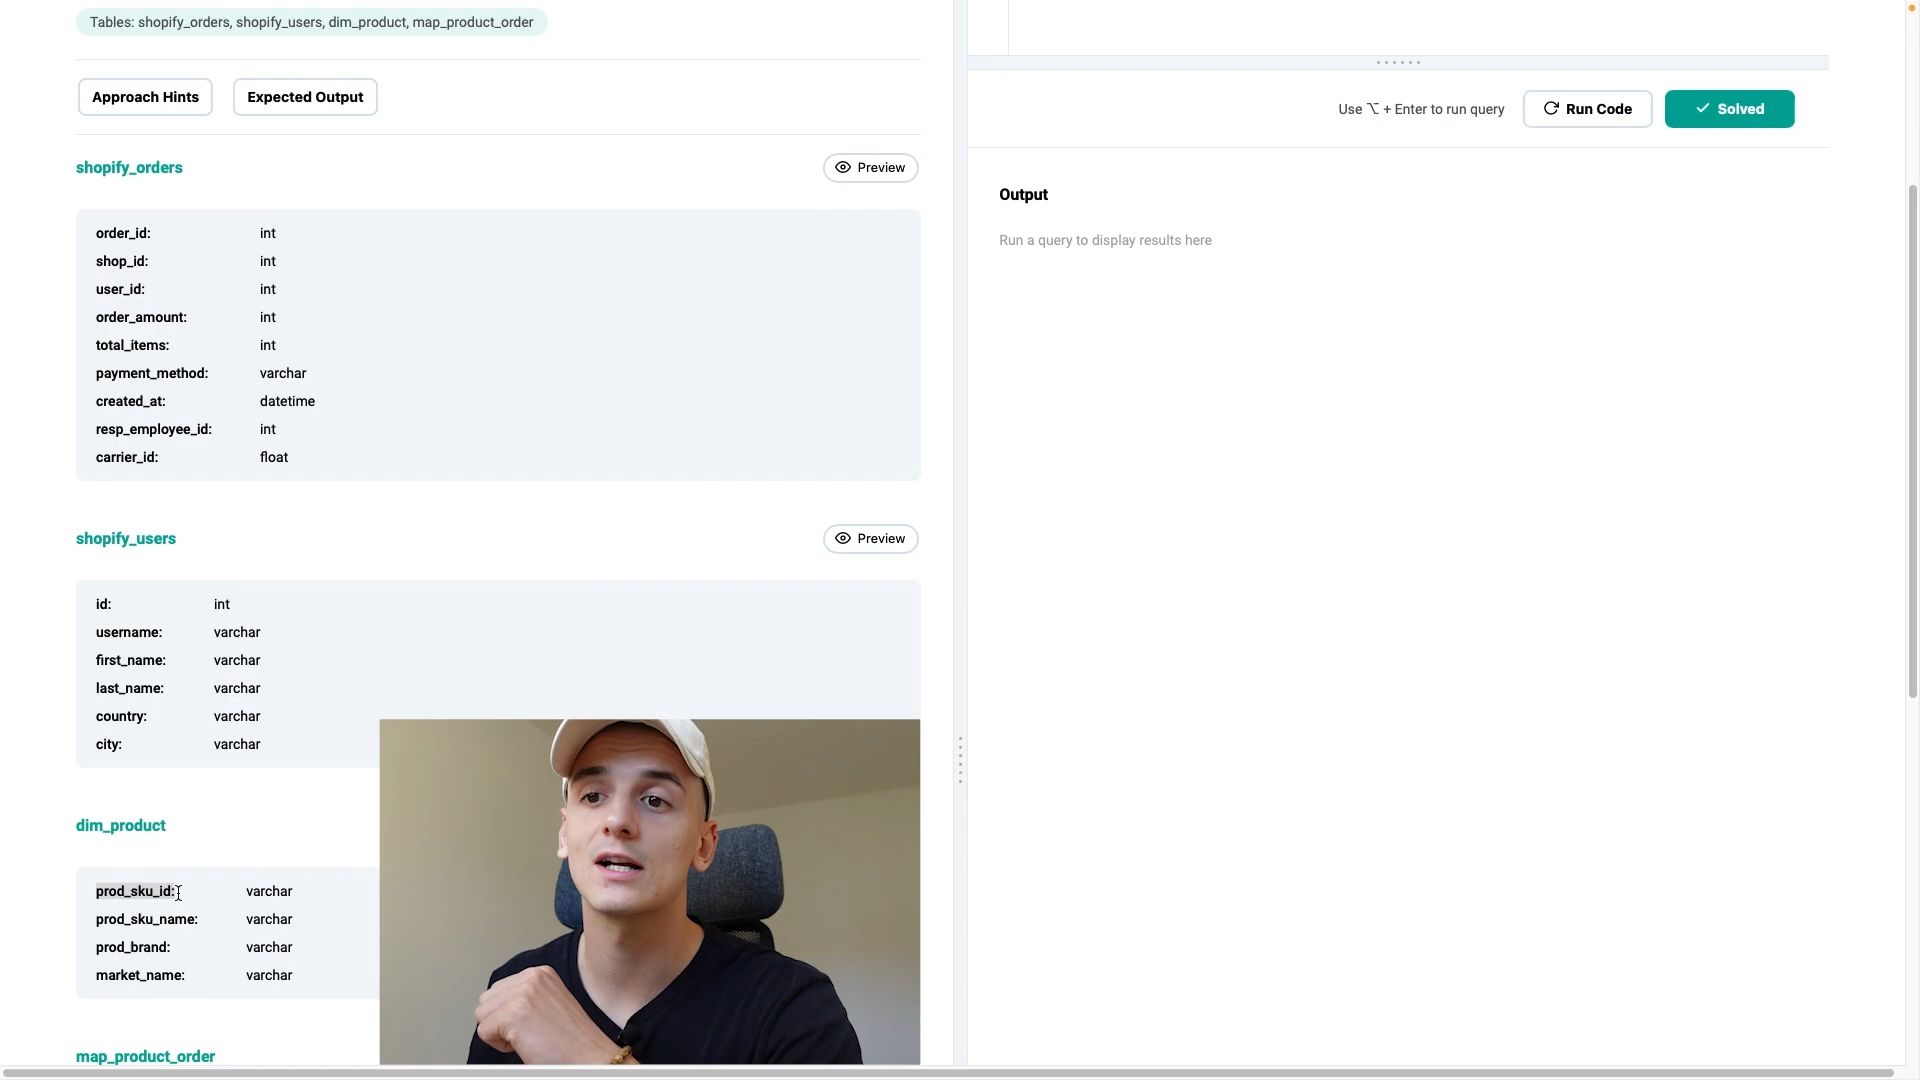 Tables: shopify_orders, shopify_users, dim_product, map_product_order
Approach Hints
Expected Output
shopify_orders
Preview
order_id: int
shop_id: int
user_id: int
order_amount: int
total_items: int
payment_method: varchar
created_at: datetime
resp_employee_id: int
carrier_id: float
shopify_users
Preview
id: int
username: varchar
first_name: varchar
last_name: varchar
country: varchar
city: varchar
dim_product
prod_sku_id: varchar
prod_sku_name: varchar
prod_brand: varchar
market_name: varchar
map_product_order
Use ⌥ + Enter to run query
Run Code
Solved
Output
Run a query to display results here